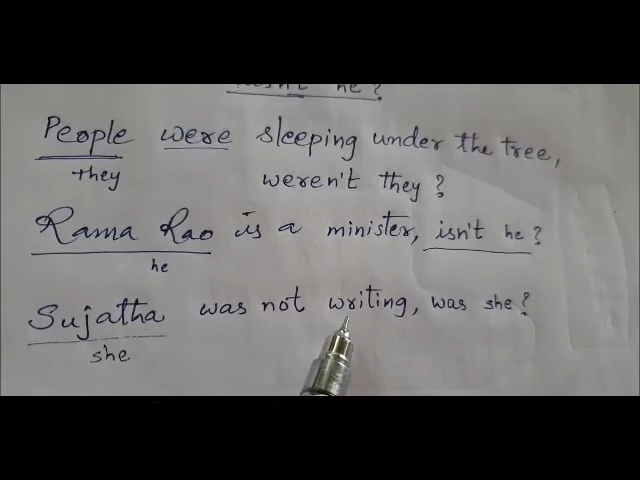 he?
People were sleeping under the tree,
they weren't they?
Rama Rao is a minister, isn't he?
he
Sujatha was not writing, was she?
she